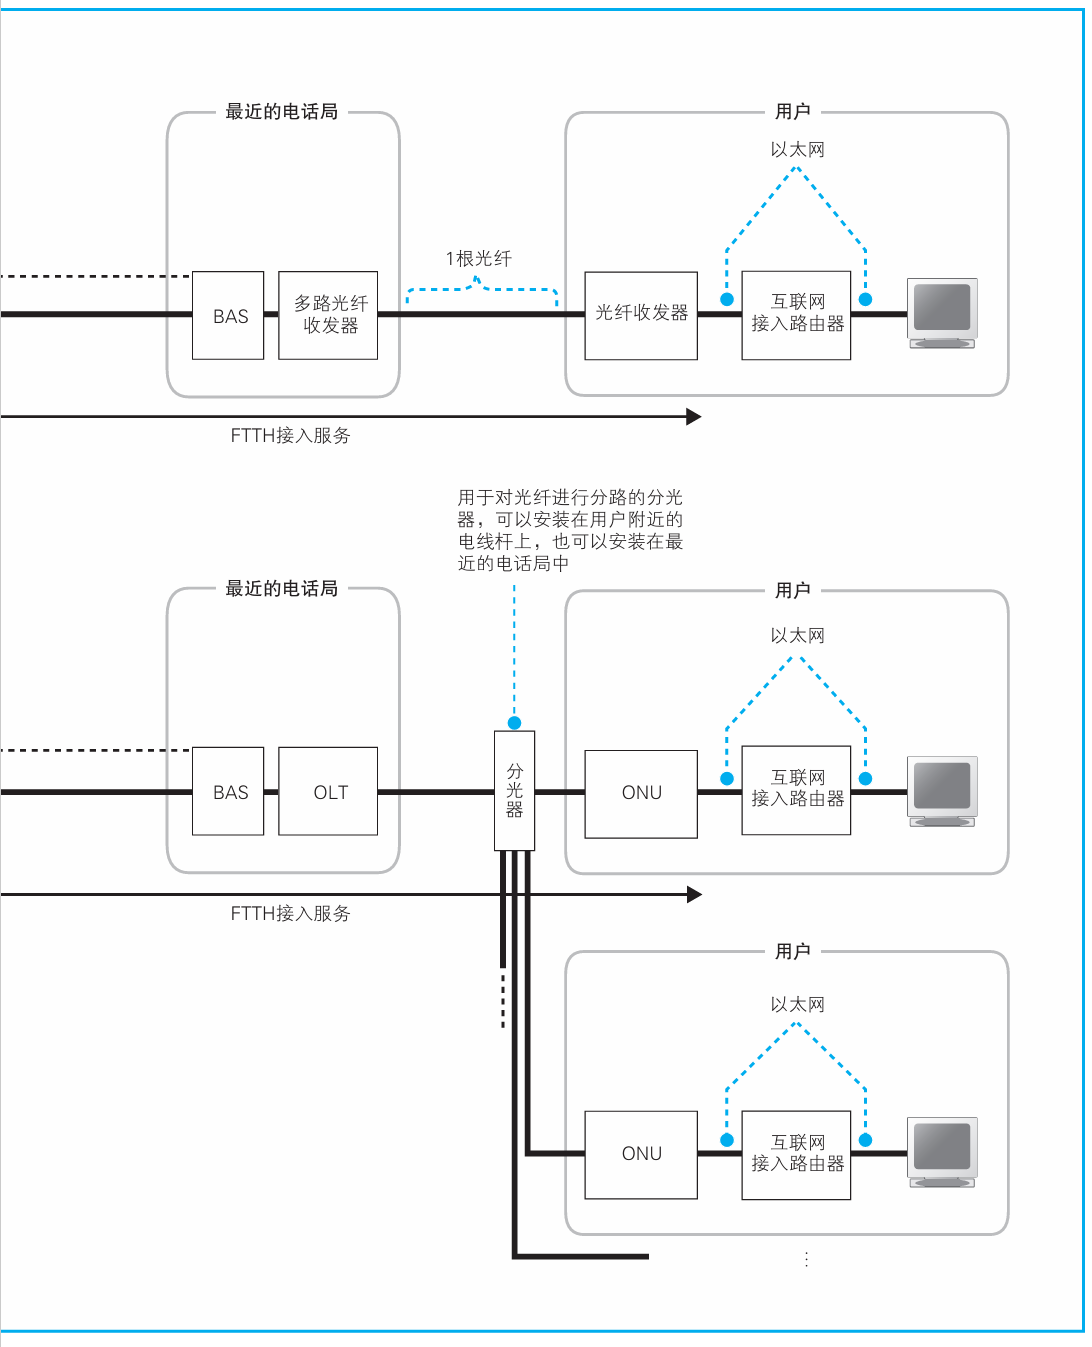 最近的电话局
用户
以太网
1根光纤
BAS
多路光纤
收发器
光纤收发器
互联网
接入路由器
FTTH接入服务
用于对光纤进行分路的分光
器，可以安装在用户附近的
电线杆上，也可以安装在最
近的电话局中
最近的电话局
用户
以太网
BAS
OLT
分
光
器
ONU
互联网
接入路由器
FTTH接入服务
用户
以太网
ONU
互联网
接入路由器
⋮